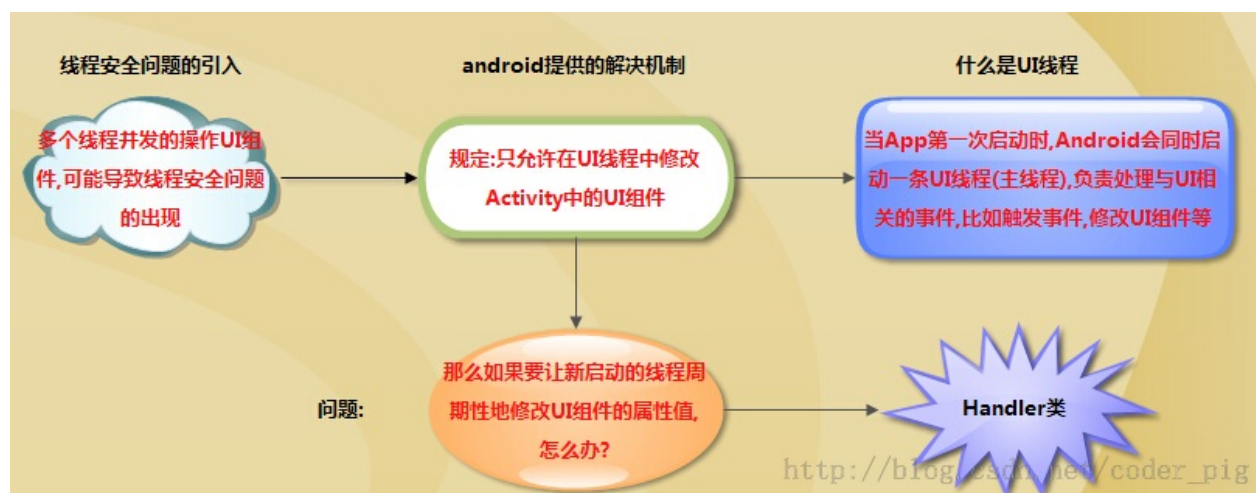 线程安全问题的引入
android提供的解决机制
什么是UI线程
多个线程并发的操作UI组
件,可能导致线程安全问题
的出现
规定:只允许在UI线程中修改
Activity中的UI组件
当App第一次启动时,Android会同时启
动一条UI线程(主线程),负责处理与UI相
关的事件,比如触发事件,修改UI组件等
问题:
那么如果要让新启动的线程周
期性地修改UI组件的属性值,
怎么办?
Handler类
http://blog.csdn.net/coder_pig